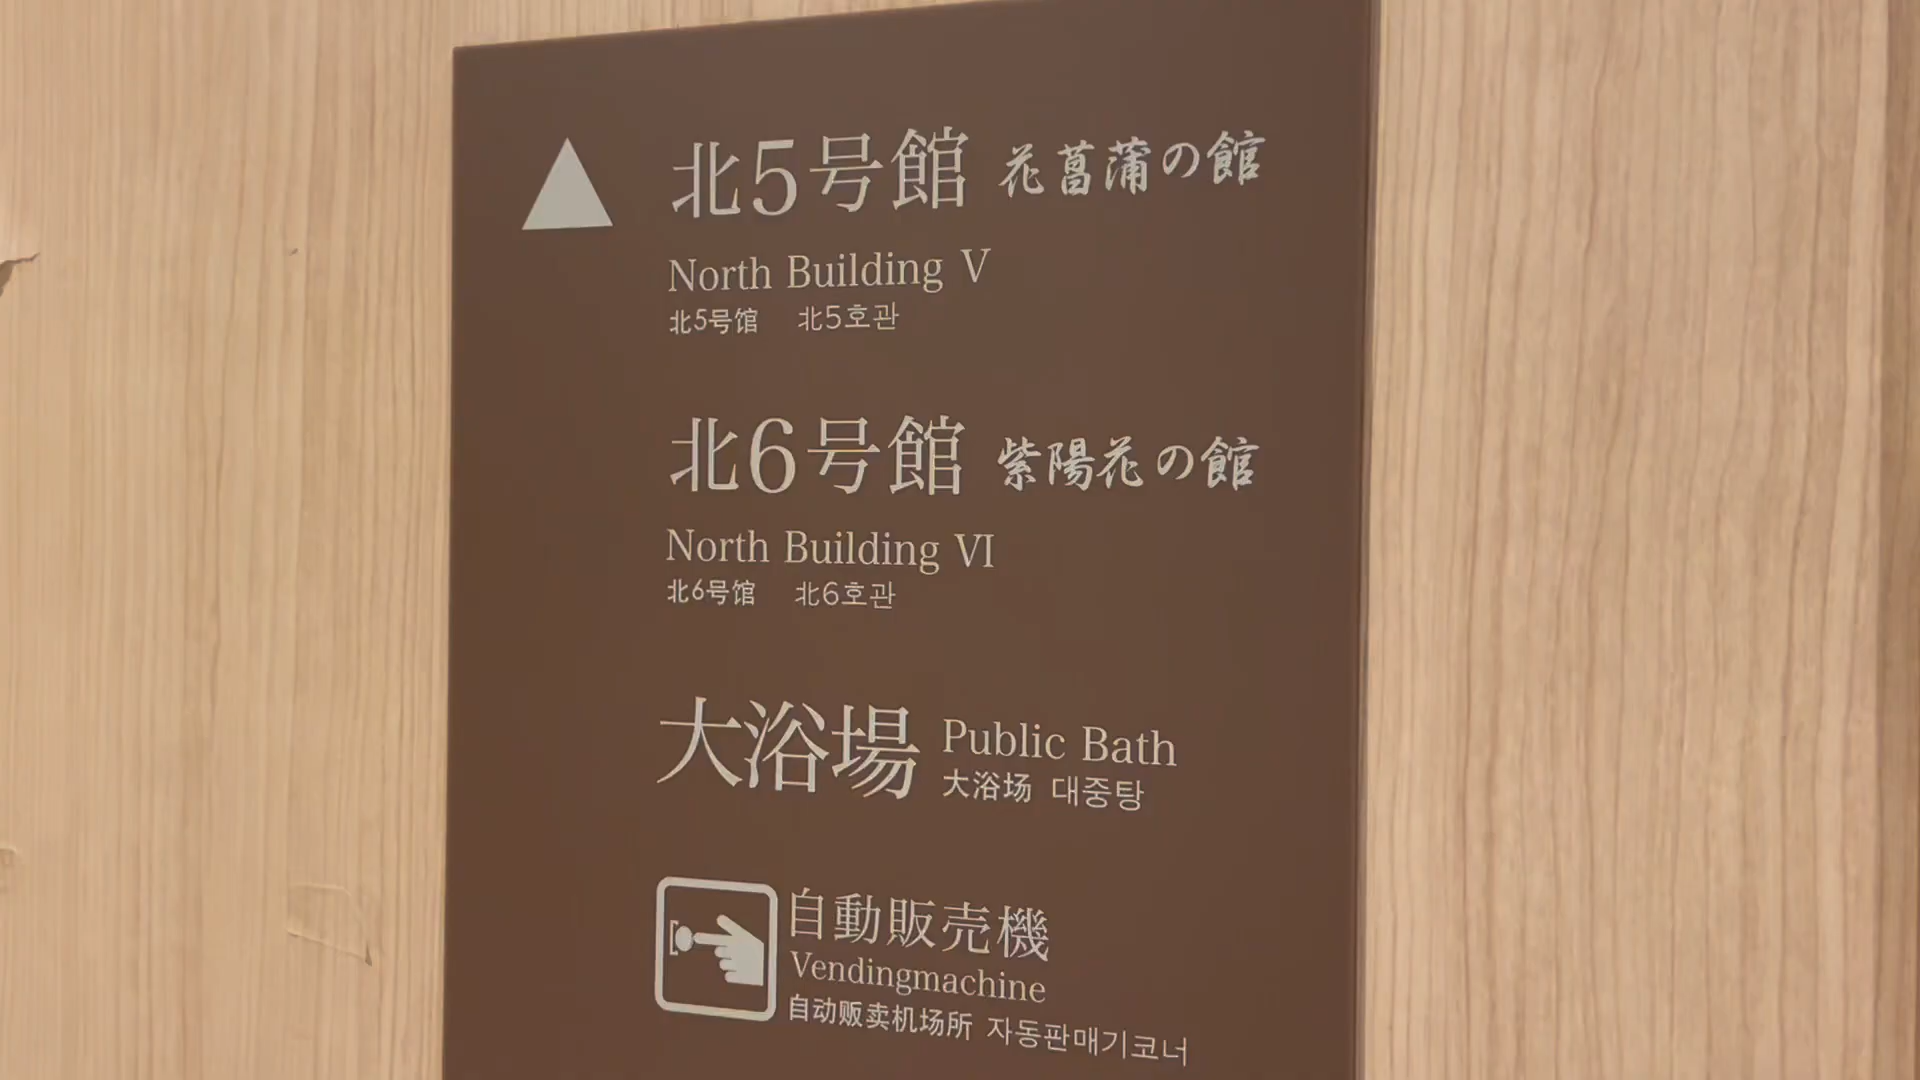 北5号館 花菖蒲の館
North Building V
北5号馆 北5호관
北6号館 紫陽花の館
North Building VI
北6号馆 北6호관
大浴場 Public Bath
大浴场 대중탕
自動販売機
Vendingmachine
自动贩卖机场所 자동판매기코너